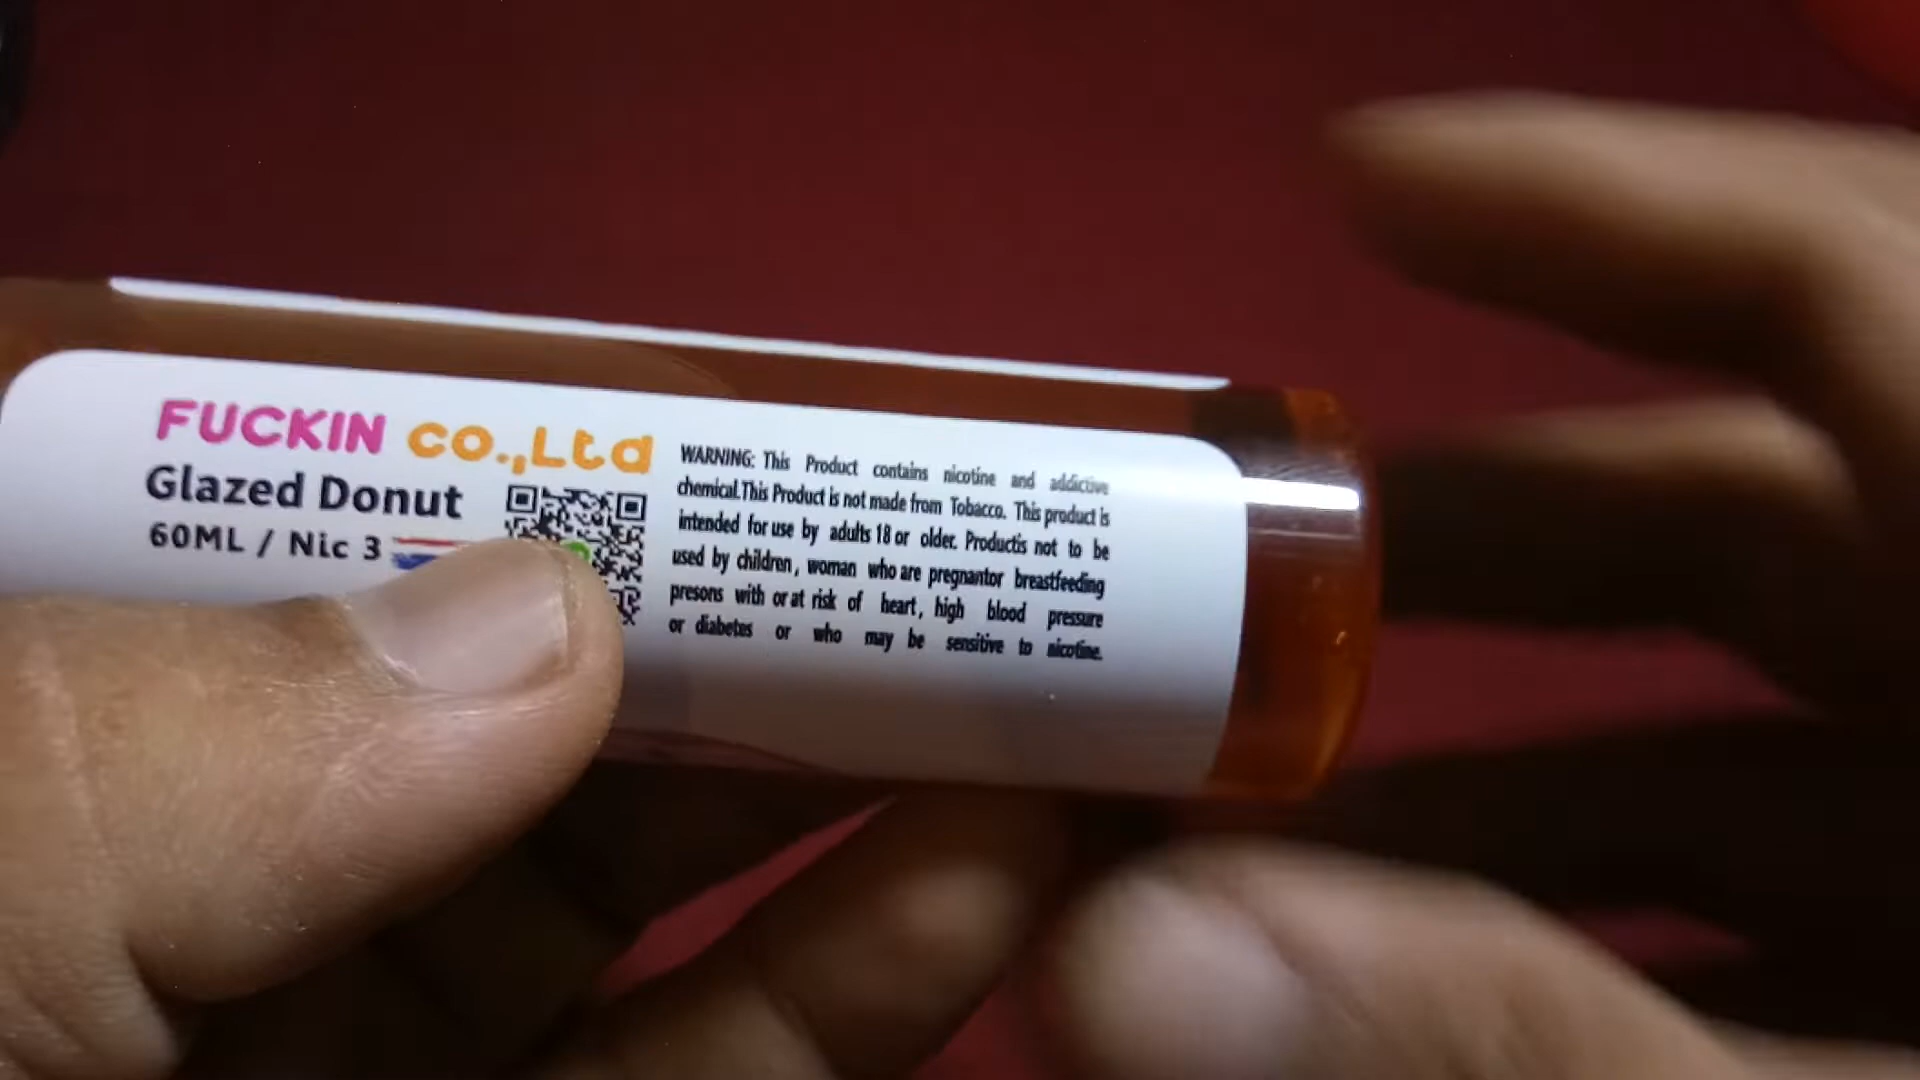 FUCKIN co.,Ltd
Glazed Donut
60ML / Nic 3
WARNING: This Product contains nicotine and addictive
chemical.This Product is not made from Tobacco. This product is
intended for use by adults 18 or older. Productis not to be
used by children, woman who are pregnantor breastfeeding
presons with or at risk of heart, high blood pressure
or diabetes or who may be sensitive to nicotine.